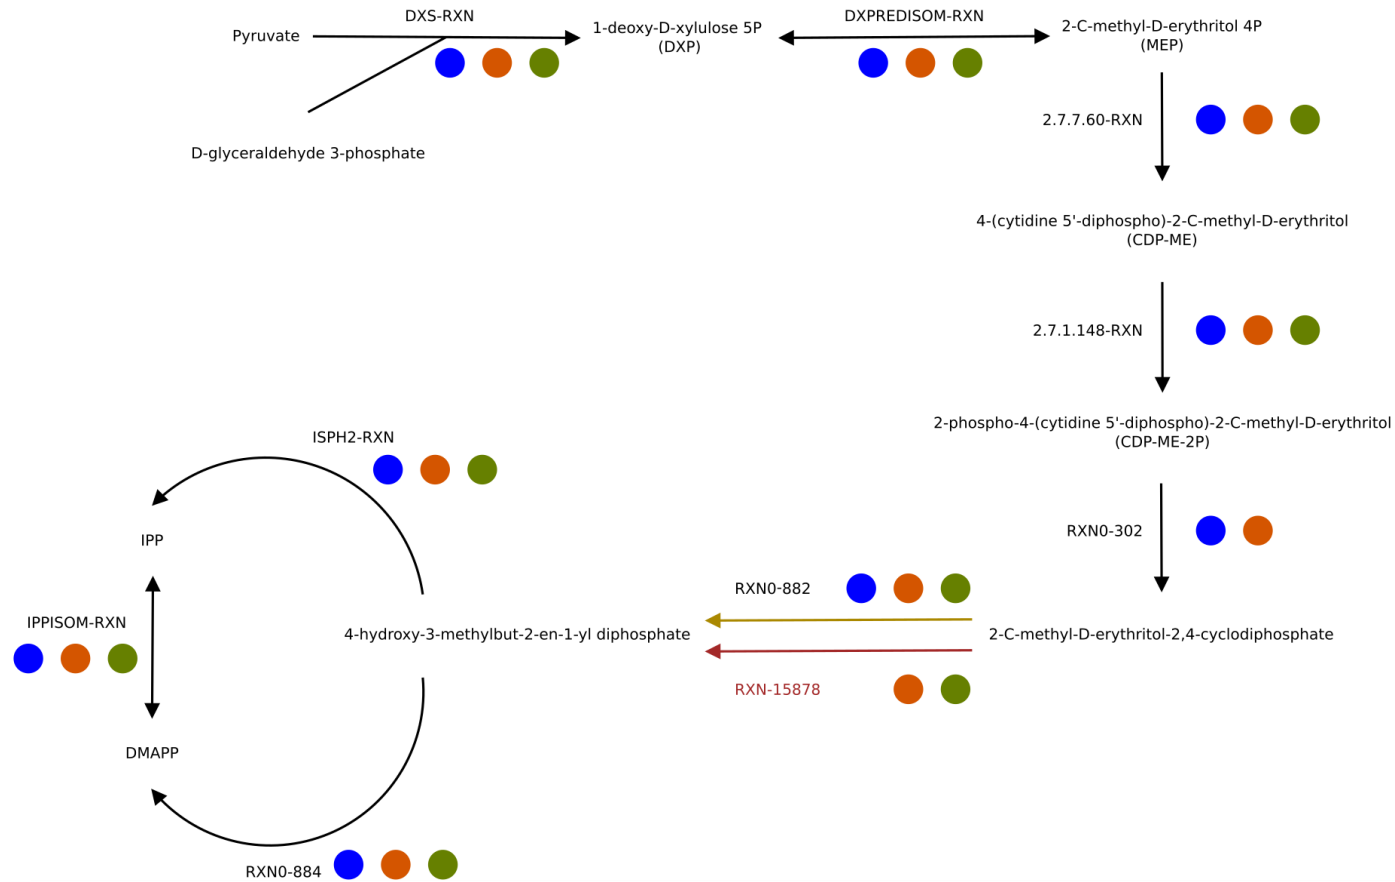 DXS-RXN
Pyruvate
1-deoxy-D-xylulose 5P
(DXP)
DXPREDISOM-RXN
2-C-methyl-D-erythritol 4P
(MEP)
D-glyceraldehyde 3-phosphate
2.7.7.60-RXN
4-(cytidine 5'-diphospho)-2-C-methyl-D-erythritol
(CDP-ME)
2.7.1.148-RXN
2-phospho-4-(cytidine 5'-diphospho)-2-C-methyl-D-erythritol
(CDP-ME-2P)
RXN0-302
2-C-methyl-D-erythritol-2,4-cyclodiphosphate
RXN0-882
RXN-15878
4-hydroxy-3-methylbut-2-en-1-yl diphosphate
ISPH2-RXN
IPP
IPPISOM-RXN
DMAPP
RXN0-884